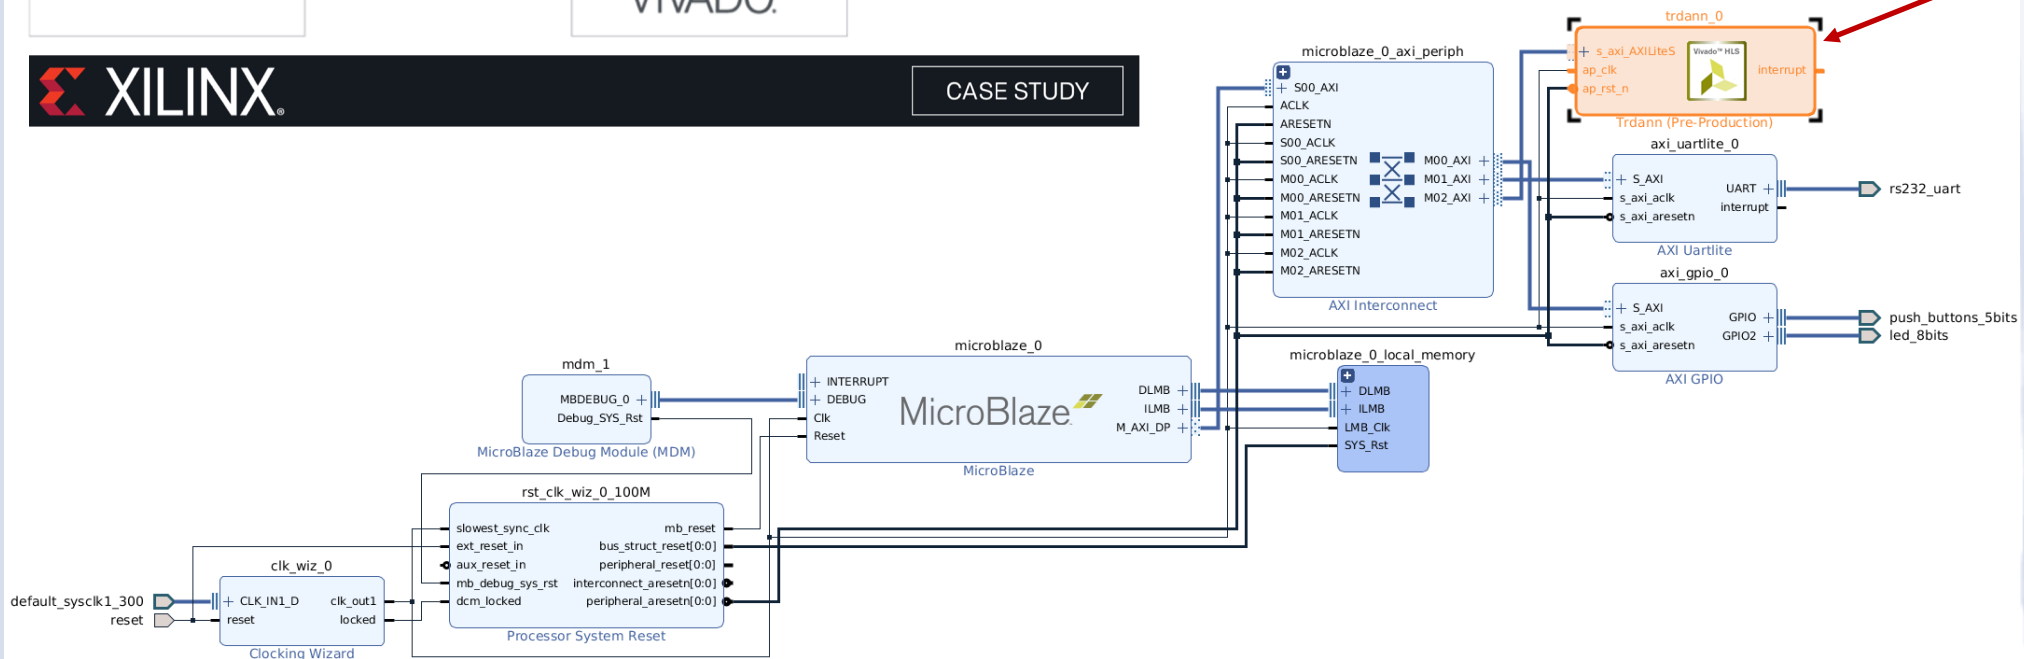 VIVADO.
XILINX®
CASE STUDY
trdann_0
s_axi_AXILiteS
ap_clk
ap_rst_n
Vivado™ HLS
interrupt
Trdann (Pre-Production)
microblaze_0_axi_periph
S00_AXI
ACLK
ARESETN
S00_ACLK
S00_ARESETN
M00_ACLK
M00_ARESETN
M01_ACLK
M01_ARESETN
M02_ACLK
M02_ARESETN
M00_AXI
M01_AXI
M02_AXI
AXI Interconnect
axi_uartlite_0
S_AXI
s_axi_aclk
s_axi_aresetn
UART
interrupt
AXI Uartlite
rs232_uart
axi_gpio_0
S_AXI
s_axi_aclk
s_axi_aresetn
GPIO
GPIO2
AXI GPIO
push_buttons_5bits
led_8bits
mdm_1
MBDEBUG_0
Debug_SYS_Rst
MicroBlaze Debug Module (MDM)
microblaze_0
INTERRUPT
DEBUG
Clk
Reset
MicroBlaze
DLMB
ILMB
M_AXI_DP
MicroBlaze
microblaze_0_local_memory
DLMB
ILMB
LMB_Clk
SYS_Rst
rst_clk_wiz_0_100M
slowest_sync_clk
ext_reset_in
aux_reset_in
mb_debug_sys_rst
dcm_locked
mb_reset
bus_struct_reset[0:0]
peripheral_reset[0:0]
interconnect_aresetn[0:0]
peripheral_aresetn[0:0]
Processor System Reset
default_sysclk1_300
reset
clk_wiz_0
CLK_IN1_D
reset
clk_out1
locked
Clocking Wizard